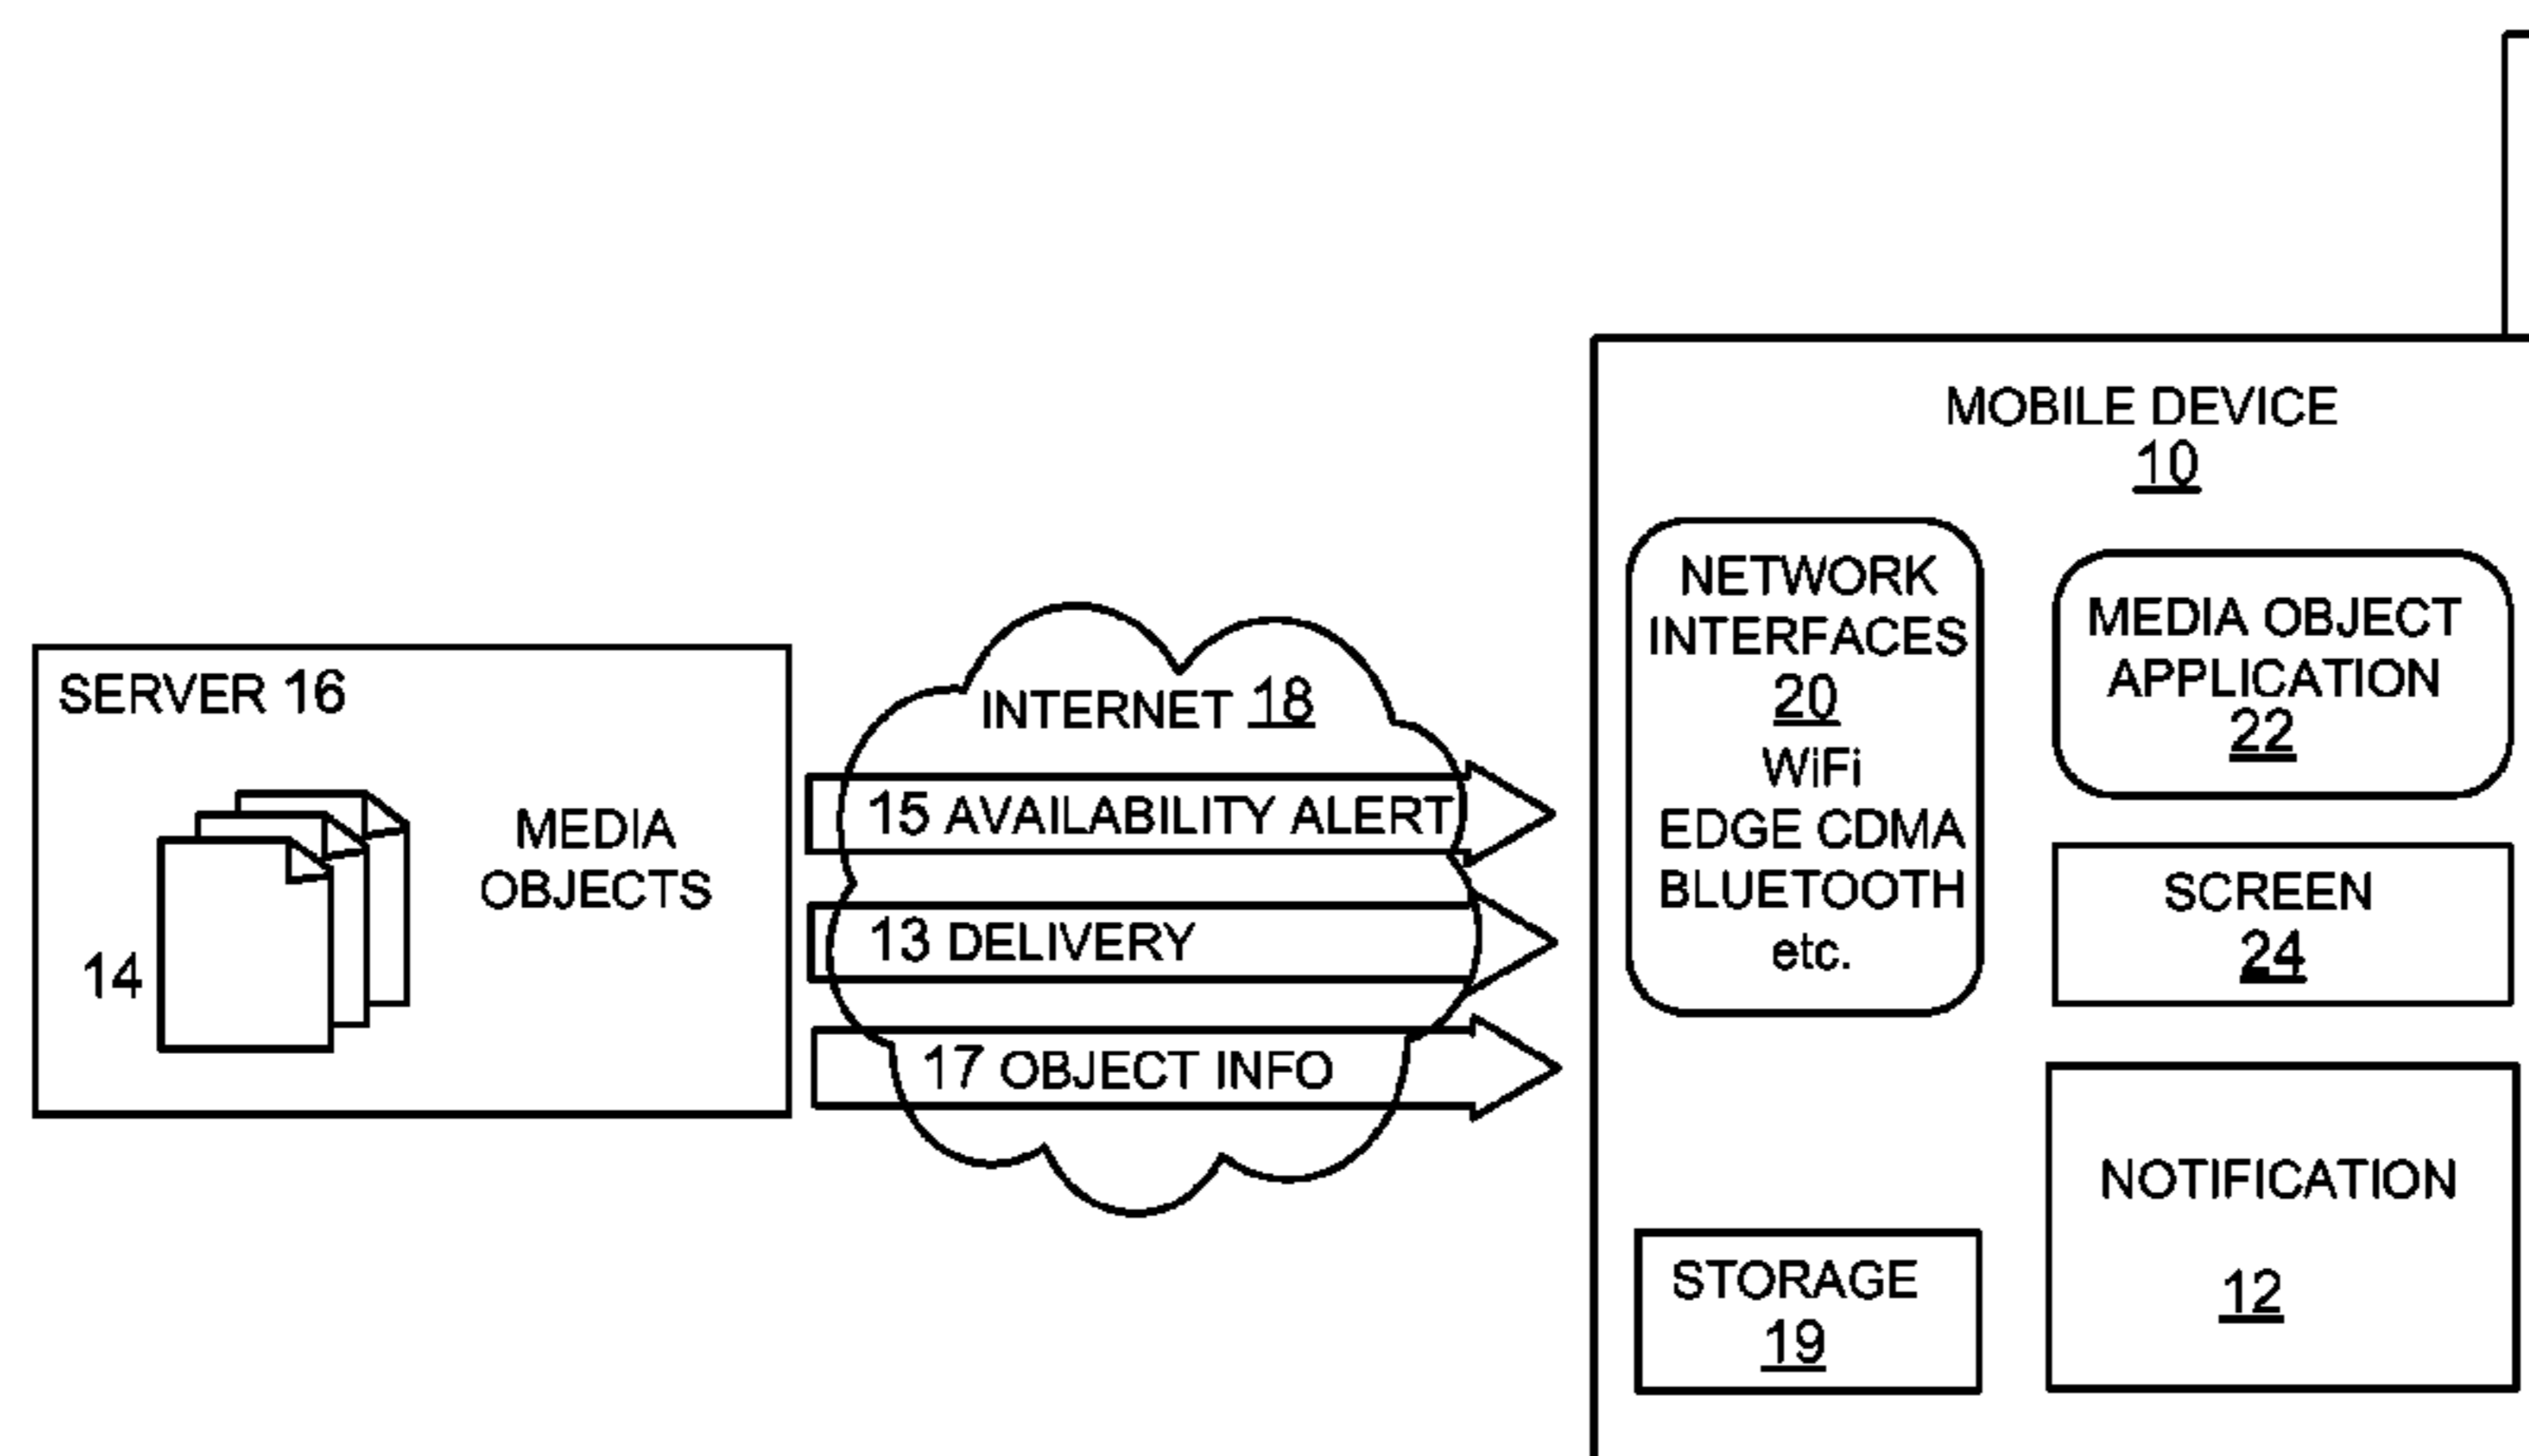 MOBILE DEVICE
10
NETWORK
INTERFACES
20
WiFi
EDGE CDMA
BLUETOOTH
etc.
MEDIA OBJECT
APPLICATION
22
SERVER 16
MEDIA
OBJECTS
14
INTERNET 18
15 AVAILABILITY ALERT
13 DELIVERY
17 OBJECT INFO
SCREEN
24
NOTIFICATION
12
STORAGE
19